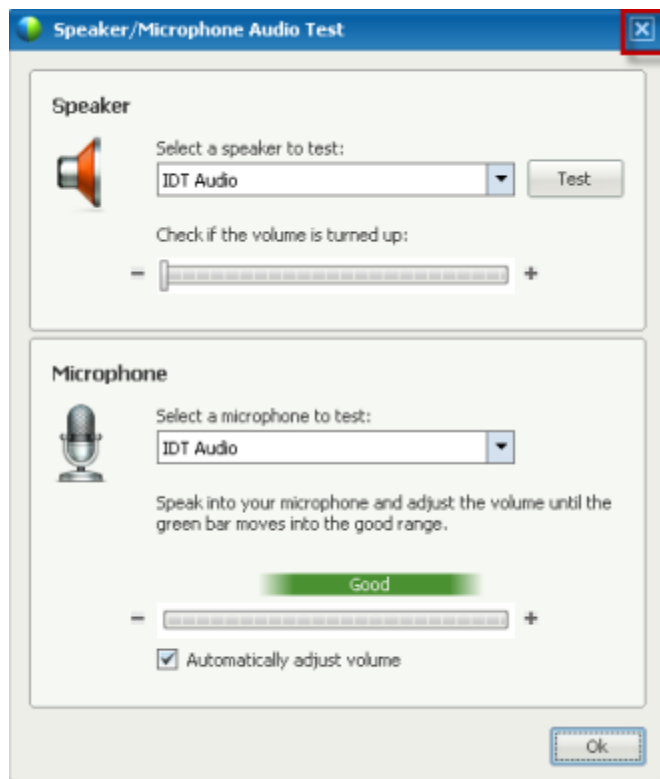 Speaker/Microphone Audio Test
Speaker
Select a speaker to test:
IDT Audio
Test
Check if the volume is turned up:
- +
Microphone
Select a microphone to test:
IDT Audio
Speak into your microphone and adjust the volume until the
green bar moves into the good range.
Good
- +
Automatically adjust volume
Ok